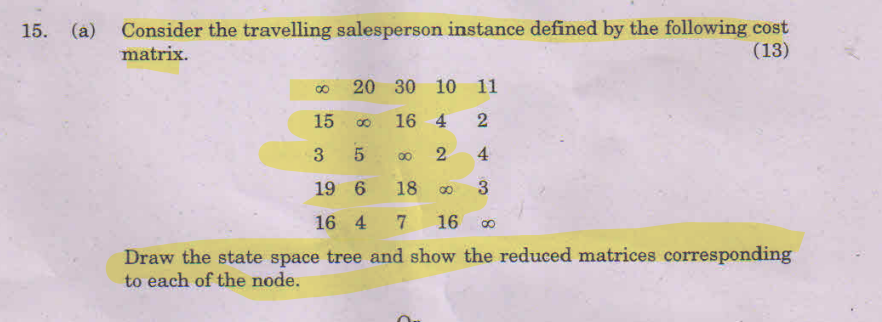 15. (a) Consider the travelling salesperson instance defined by the following cost
matrix. (13)
∞ 20 30 10 11
15 ∞ 16 4 2
3 5 ∞ 2 4
19 6 18 ∞ 3
16 4 7 16 ∞
Draw the state space tree and show the reduced matrices corresponding
to each of the node.